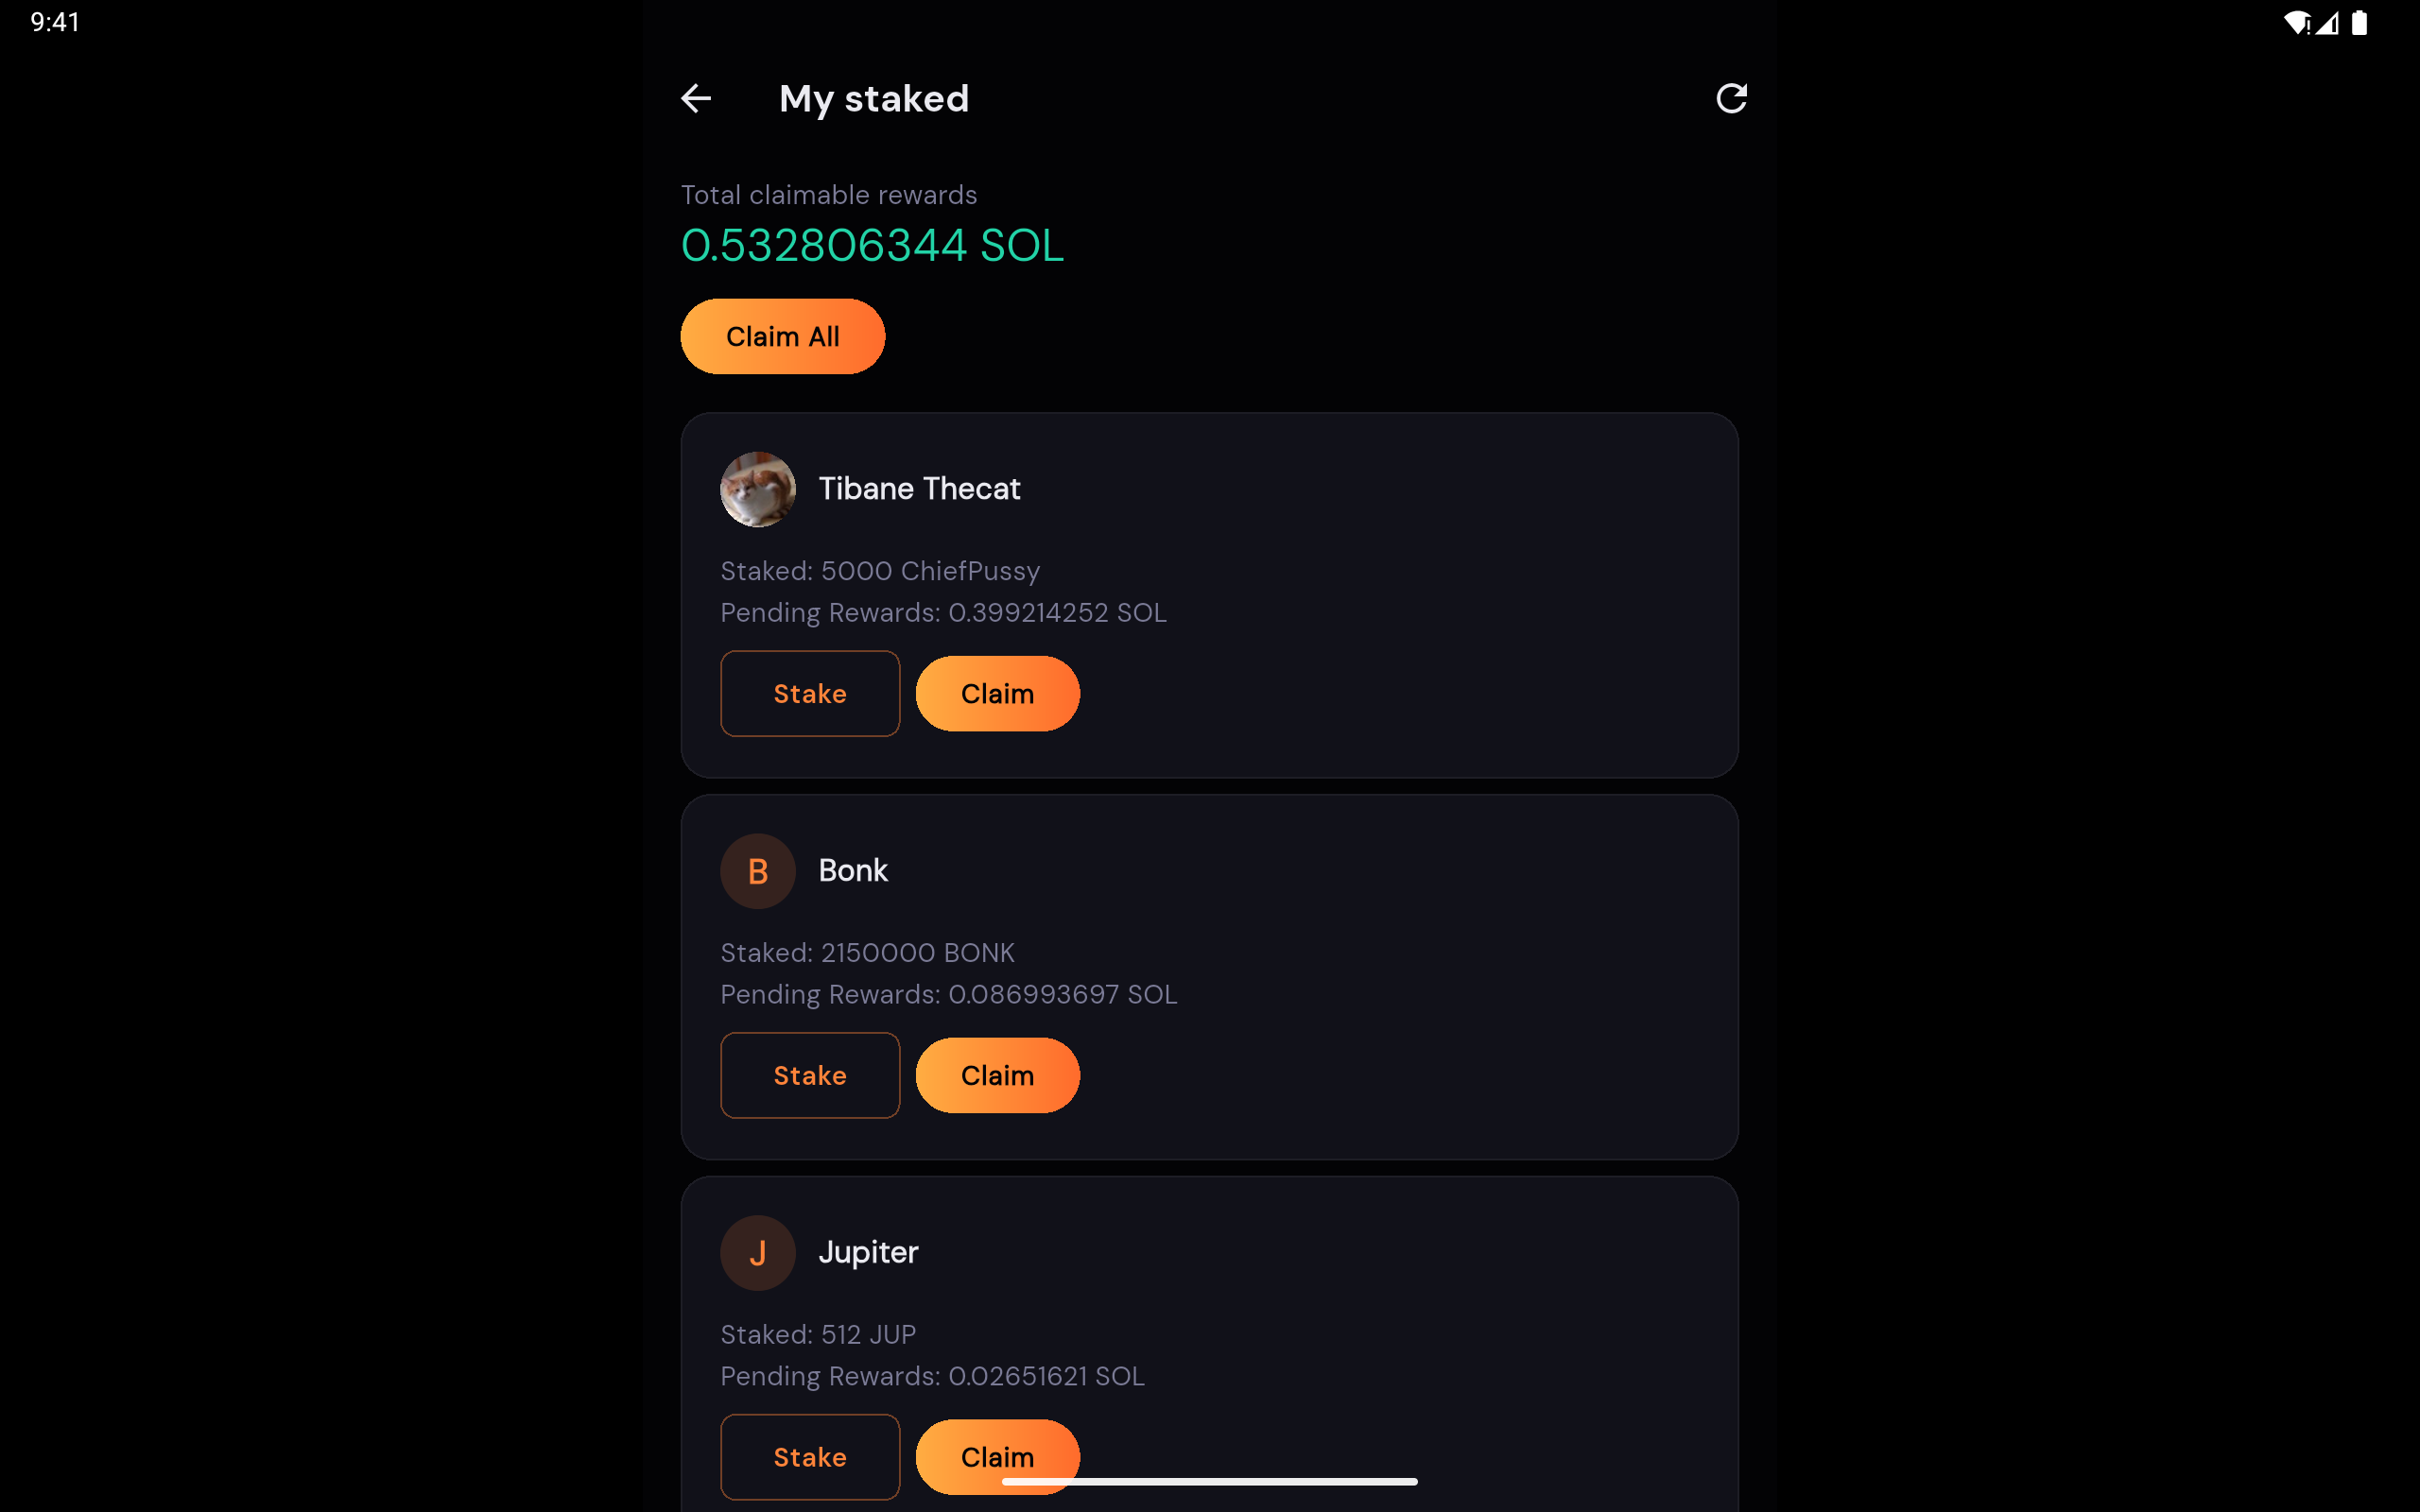 9:41
My staked
Total claimable rewards
0.532806344 SOL
Claim All
Tibane Thecat
Staked: 5000 ChiefPussy
Pending Rewards: 0.399214252 SOL
Stake
Claim
B
Bonk
Staked: 2150000 BONK
Pending Rewards: 0.086993697 SOL
Stake
Claim
J
Jupiter
Staked: 512 JUP
Pending Rewards: 0.02651621 SOL
Stake
Claim